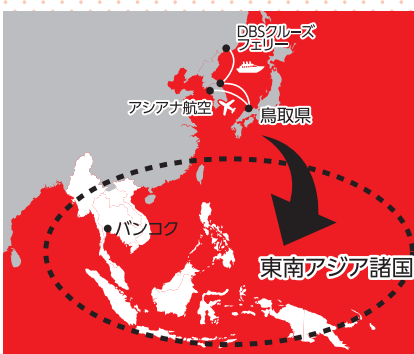 DBSクルーズ
フェリー
アシアナ航空
鳥取県
バンコク
東南アジア諸国